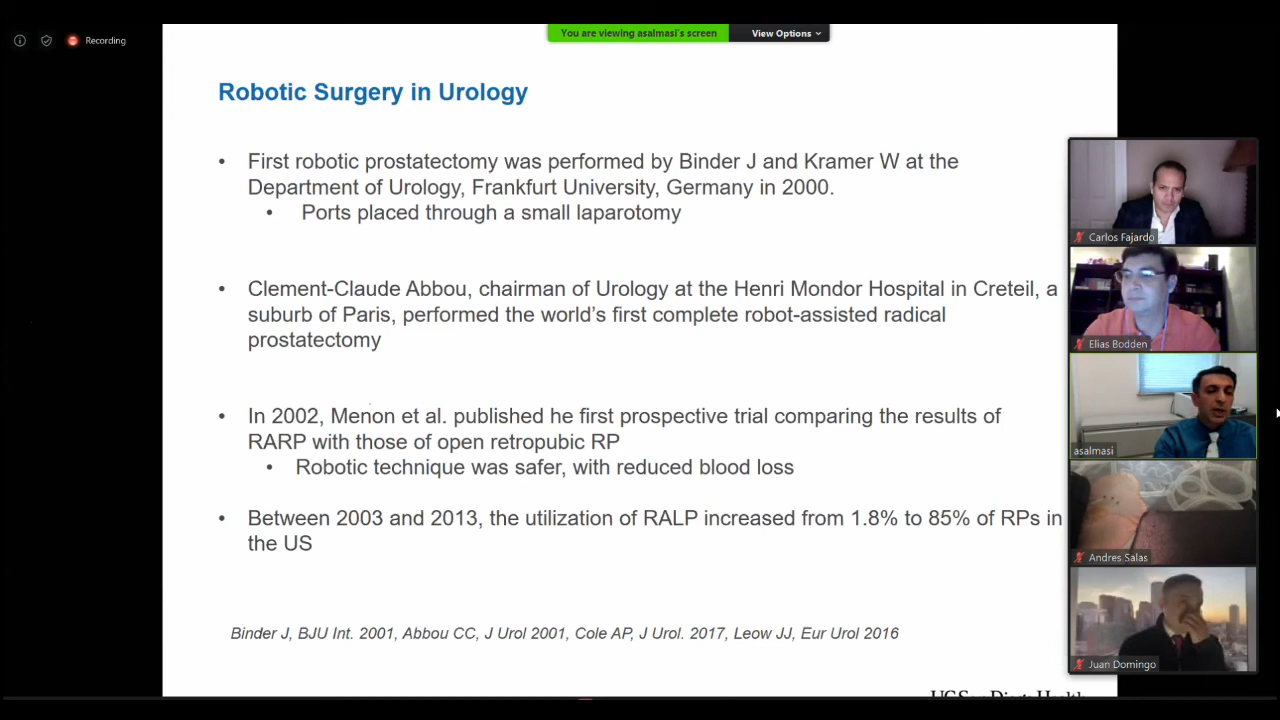 Recording
You are viewing asalmasi's screen
View Options
Robotic Surgery in Urology
• First robotic prostatectomy was performed by Binder J and Kramer W at the
Department of Urology, Frankfurt University, Germany in 2000.
• Ports placed through a small laparotomy
• Clement-Claude Abbou, chairman of Urology at the Henri Mondor Hospital in Creteil, a
suburb of Paris, performed the world's first complete robot-assisted radical
prostatectomy
• In 2002, Menon et al. published he first prospective trial comparing the results of
RARP with those of open retropubic RP
• Robotic technique was safer, with reduced blood loss
• Between 2003 and 2013, the utilization of RALP increased from 1.8% to 85% of RPs in
the US
Binder J, BJU Int. 2001, Abbou CC, J Urol 2001, Cole AP, J Urol. 2017, Leow JJ, Eur Urol 2016
UC San Diego Health
Carlos Fajardo
Elias Bodden
asalmasi
Andres Salas
Juan Domingo